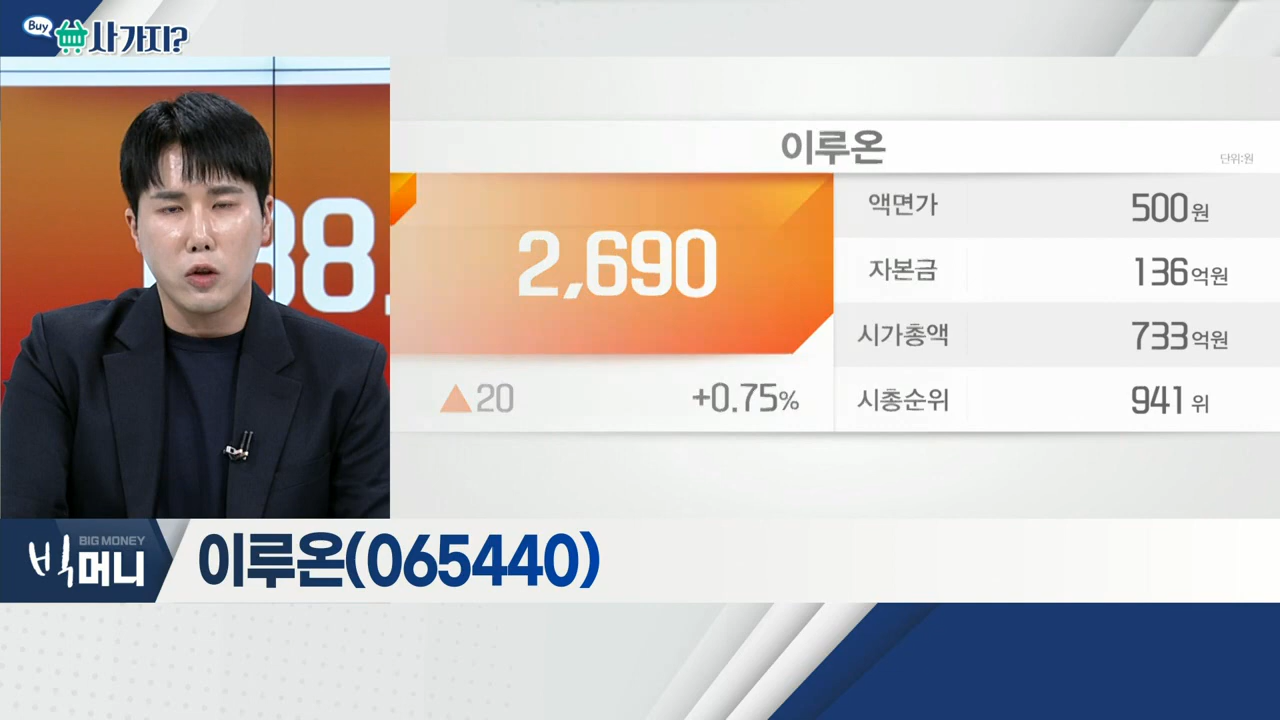 Buy
사가지?
88.
이루온
단위:원
2,690
▲20 +0.75%
액면가 500원
자본금 136억원
시가총액 733억원
시총순위 941위
BIG MONEY
빅머니
이루온(065440)